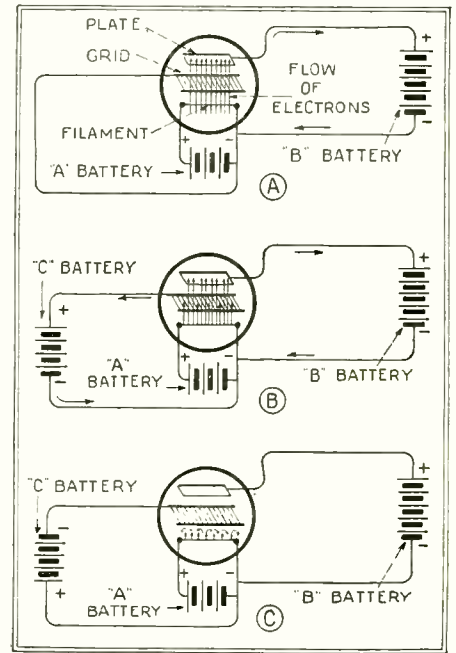 PLATE
GRID
FLOW
OF
ELECTRONS
FILAMENT
"A" BATTERY
"B" BATTERY
+
-
+
-
A
"C" BATTERY
+
-
"A"
BATTERY
+
-
"B" BATTERY
+
-
B
"C" BATTERY
-
+
"A"
BATTERY
+
-
"B" BATTERY
+
-
C